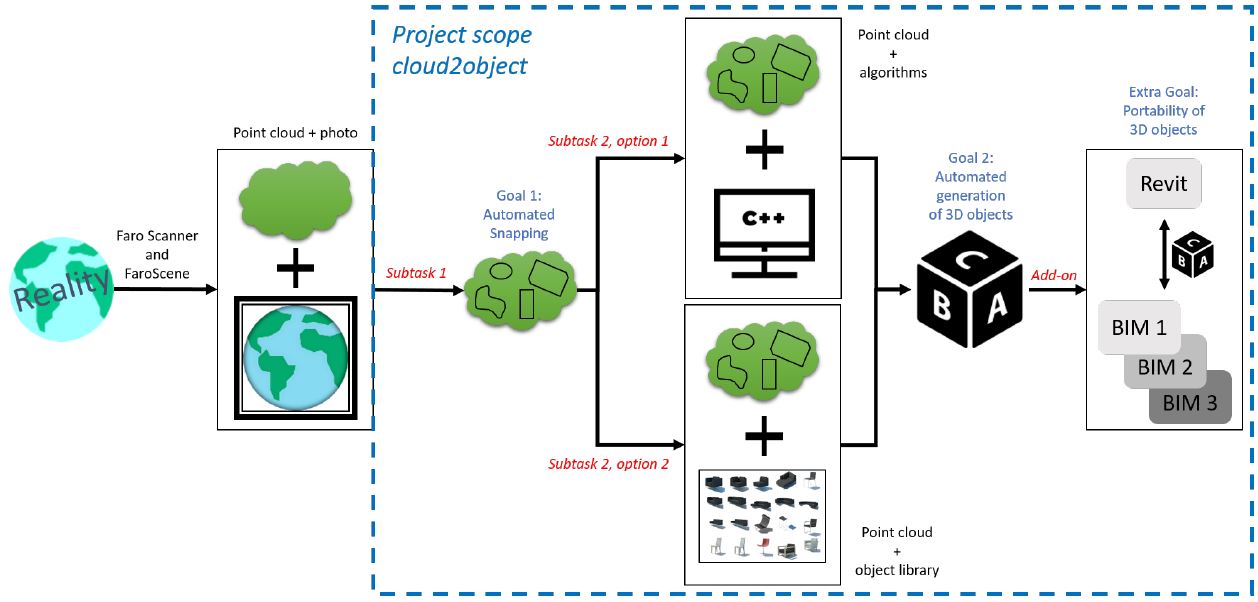 Project scope
cloud2object
Point cloud
+
algorithms
Extra Goal:
Portability of
3D objects
Point cloud + photo
Subtask 2, option 1
Goal 2:
Automated
generation
of 3D objects
Revit
Goal 1:
Automated
Snapping
C++
Faro Scanner
and
FaroScene
Reality
Subtask 1
C
B
A
Add-on
C
B
A
BIM 1
BIM 2
BIM 3
Subtask 2, option 2
Point cloud
+
object library